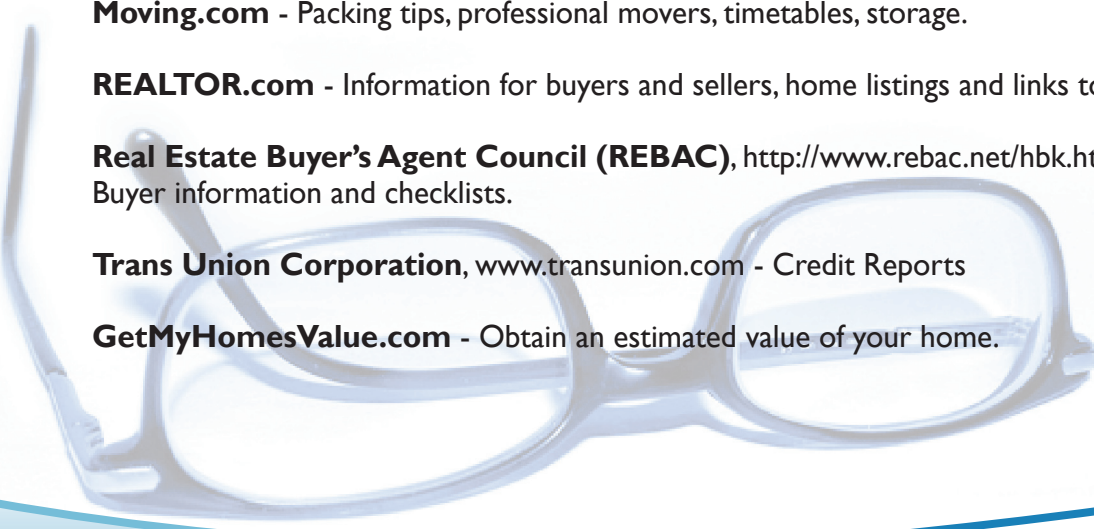 Moving.com - Packing tips, professional movers, timetables, storage.
REALTOR.com - Information for buyers and sellers, home listings and links to
Real Estate Buyer's Agent Council (REBAC), http://www.rebac.net/hbk.ht
Buyer information and checklists.
Trans Union Corporation, www.transunion.com - Credit Reports
GetMyHomesValue.com - Obtain an estimated value of your home.